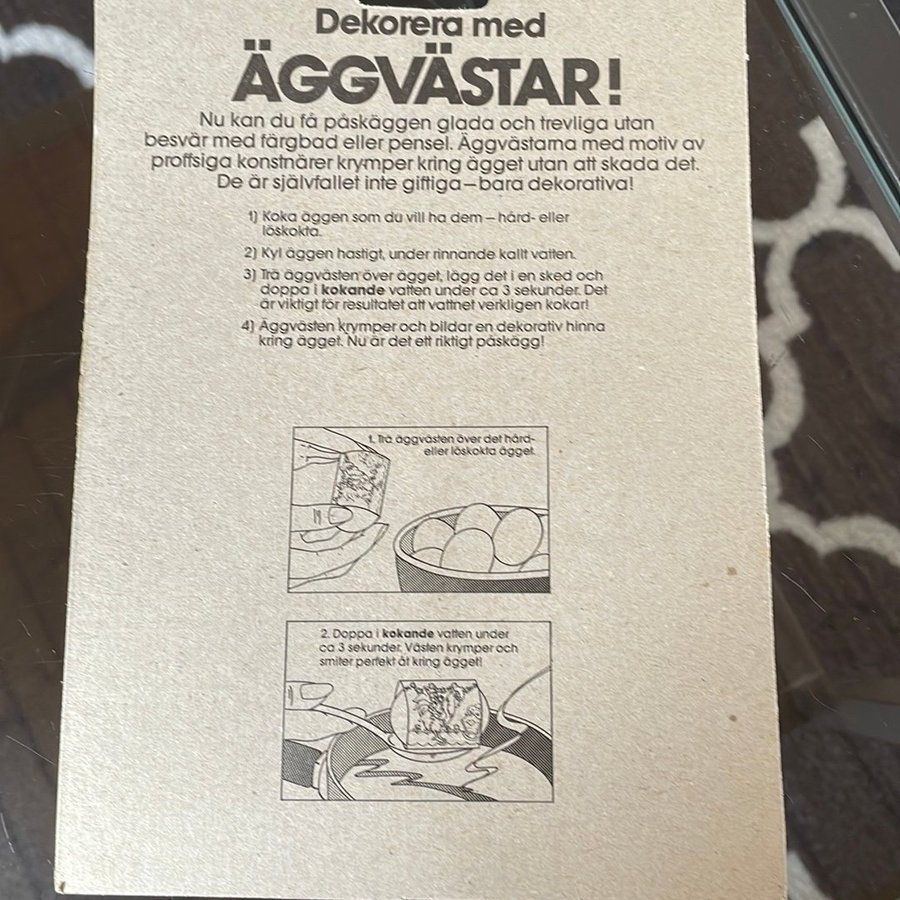 Dekorera med
ÄGGVÄSTAR!
Nu kan du få påskäggen glada och trevliga utan
besvär med färgbad eller pensel. Äggvästarna med motiv av
proffsiga konstnärer krymper kring ägget utan att skada det.
De är självfallet inte giftiga – bara dekorativa!
1) Koka äggen som du vill ha dem – hård- eller
löskokta.
2) Kyl äggen hastigt, under rinnande kallt vatten.
3) Trä äggvästen över ägget, lägg det i en sked och
doppa i kokande vatten under ca 3 sekunder. Det
är viktigt för resultatet att vattnet verkligen kokar!
4) Äggvästen krymper och bildar en dekorativ hinna
kring ägget. Nu är det ett riktigt påskägg!
1. Trä äggvästen över det hård-
eller löskokta ägget.
2. Doppa i kokande vatten under
ca 3 sekunder. Västen krymper och
smiter perfekt åt kring ägget!